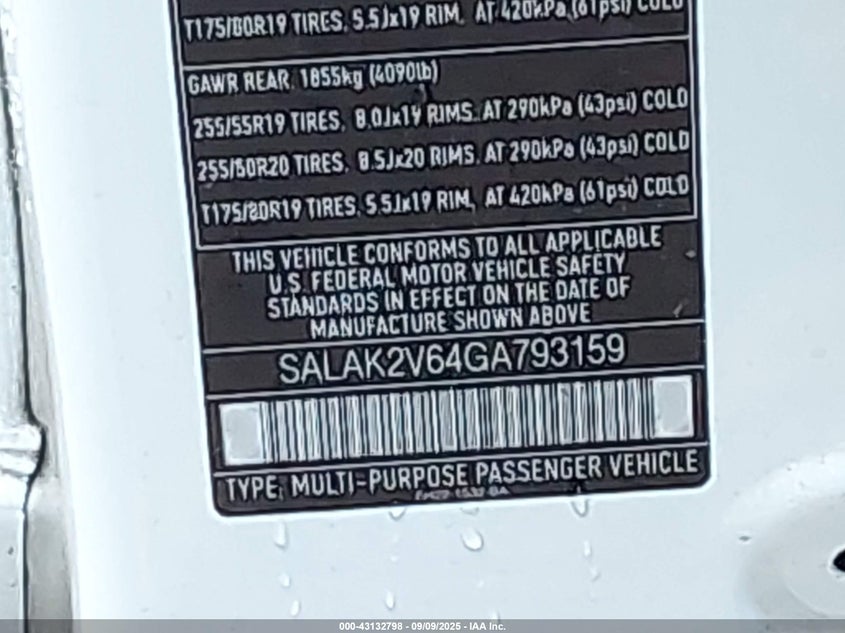 T175/80R19 TIRES, 5.5Jx19 RIM, AT 420kPa (61psi) COLD
GAWR REAR 1855kg (4090lb)
255/55R19 TIRES, 8.0Jx19 RIMS, AT 290kPa (43psi) COLD
255/50R20 TIRES, 8.5Jx20 RIMS, AT 290kPa (43psi) COLD
T175/80R19 TIRES, 5.5Jx19 RIM, AT 420kPa (61psi) COLD
THIS VEHICLE CONFORMS TO ALL APPLICABLE
U.S. FEDERAL MOTOR VEHICLE SAFETY
STANDARDS IN EFFECT ON THE DATE OF
MANUFACTURE SHOWN ABOVE
SALAK2V64GA793159
TYPE; MULTI-PURPOSE PASSENGER VEHICLE
000-43132798 - 09/09/2025 - IAA Inc.